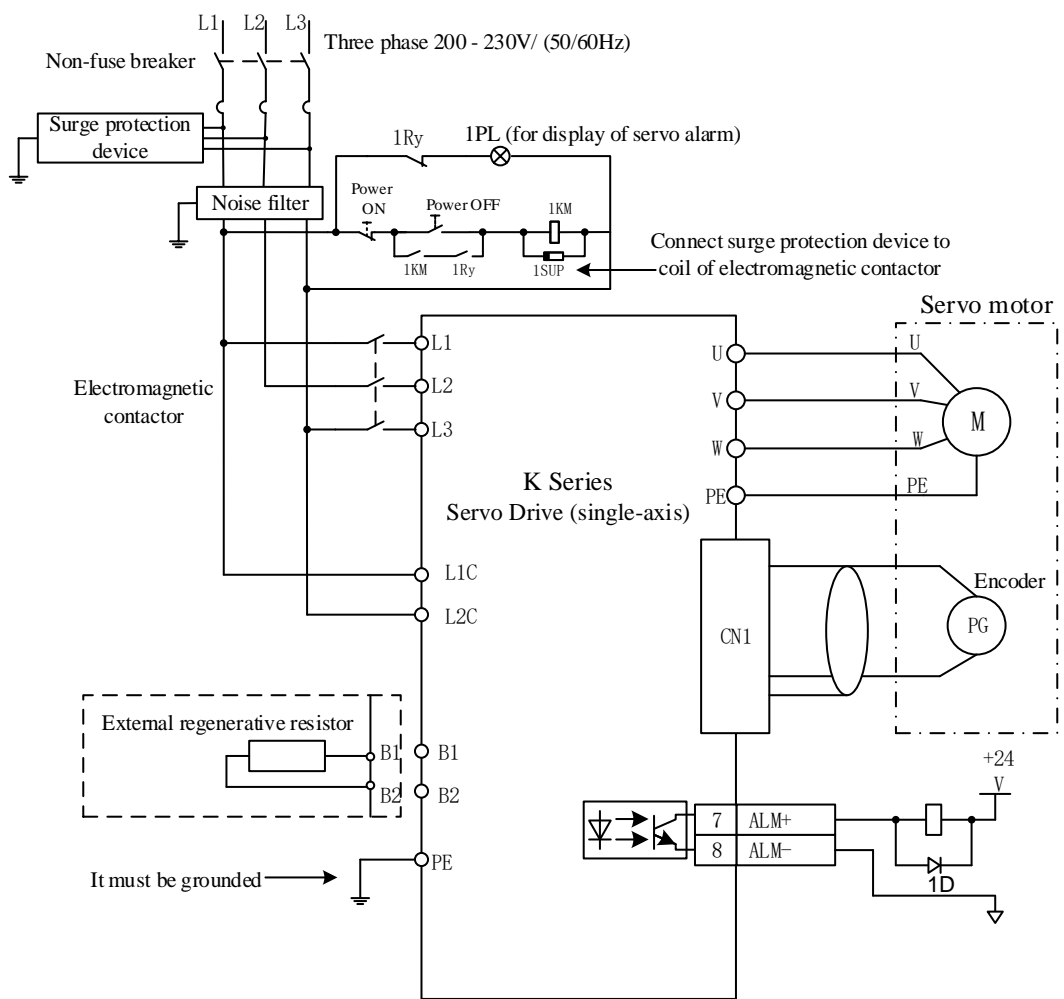 L1 L2 L3
Three phase 200 - 230V/ (50/60Hz)
Non-fuse breaker
Surge protection
device
1Ry
1PL (for display of servo alarm)
Noise filter
Power
ON
Power OFF
1KM
1KM
1Ry
1SUP
Connect surge protection device to
coil of electromagnetic contactor
Servo motor
L1
L2
L3
Electromagnetic
contactor
U
V
W
PE
U
V
W
PE
M
K Series
Servo Drive (single-axis)
L1C
L2C
CN1
Encoder
PG
External regenerative resistor
B1
B2
B1
B2
PE
It must be grounded
7 ALM+
8 ALM-
+24
V
1D